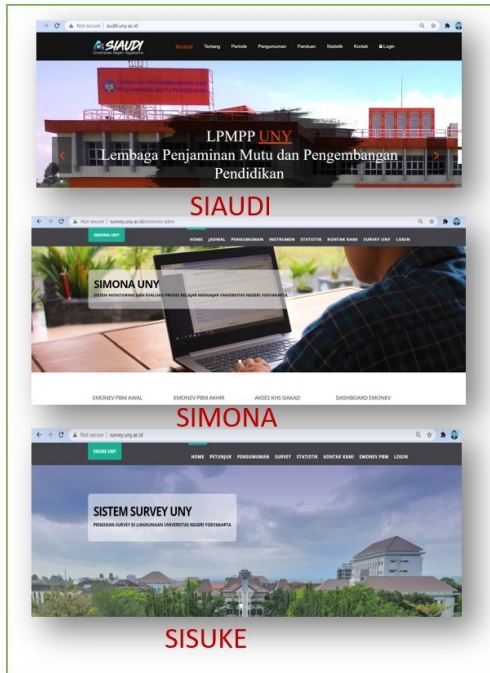 Not secure | audit.uny.ac.id
SIAUDI
Universitas Negeri Yogyakarta
Beranda Tentang Periode Pengumuman Panduan Statistik Kontak Login
LPMPP UNY
Lembaga Penjaminan Mutu dan Pengembangan
Pendidikan
SIAUDI
Not secure | survey.uny.ac.id/emonev-pbm
SIMONA UNY
HOME JADWAL PENGUMUMAN INSTRUMEN STATISTIK KONTAK KAMI SURVEY UNY LOGIN
SIMONA UNY
SISTEM MONITORING DAN EVALUASI PROSES BELAJAR MENGAJAR UNIVERSITAS NEGERI YOGYAKARTA
EMONEV PBM AWAL EMONEV PBM AKHIR AKSES KHS SIAKAD DASHBOARD EMONEV
SIMONA
Not secure | survey.uny.ac.id
SISUKE UNY
HOME PETUNJUK PENGUMUMAN SURVEY STATISTIK KONTAK KAMI EMONEV PBM LOGIN
SISTEM SURVEY UNY
PENGISIAN SURVEY DI LINGKUNGAN UNIVERSITAS NEGERI YOGYAKARTA
SISUKE